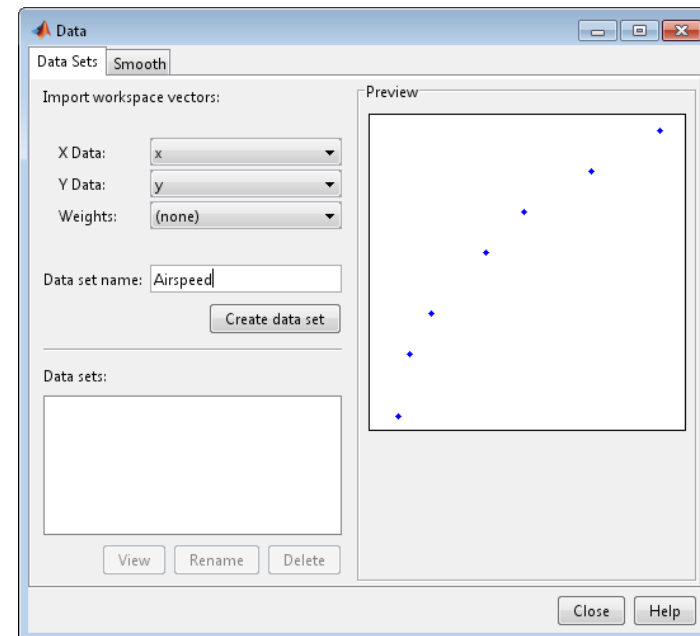 Data
Data Sets Smooth
Import workspace vectors:
X Data: x
Y Data: y
Weights: (none)
Data set name: Airspeed
Create data set
Data sets:
View Rename Delete
Preview
Close Help